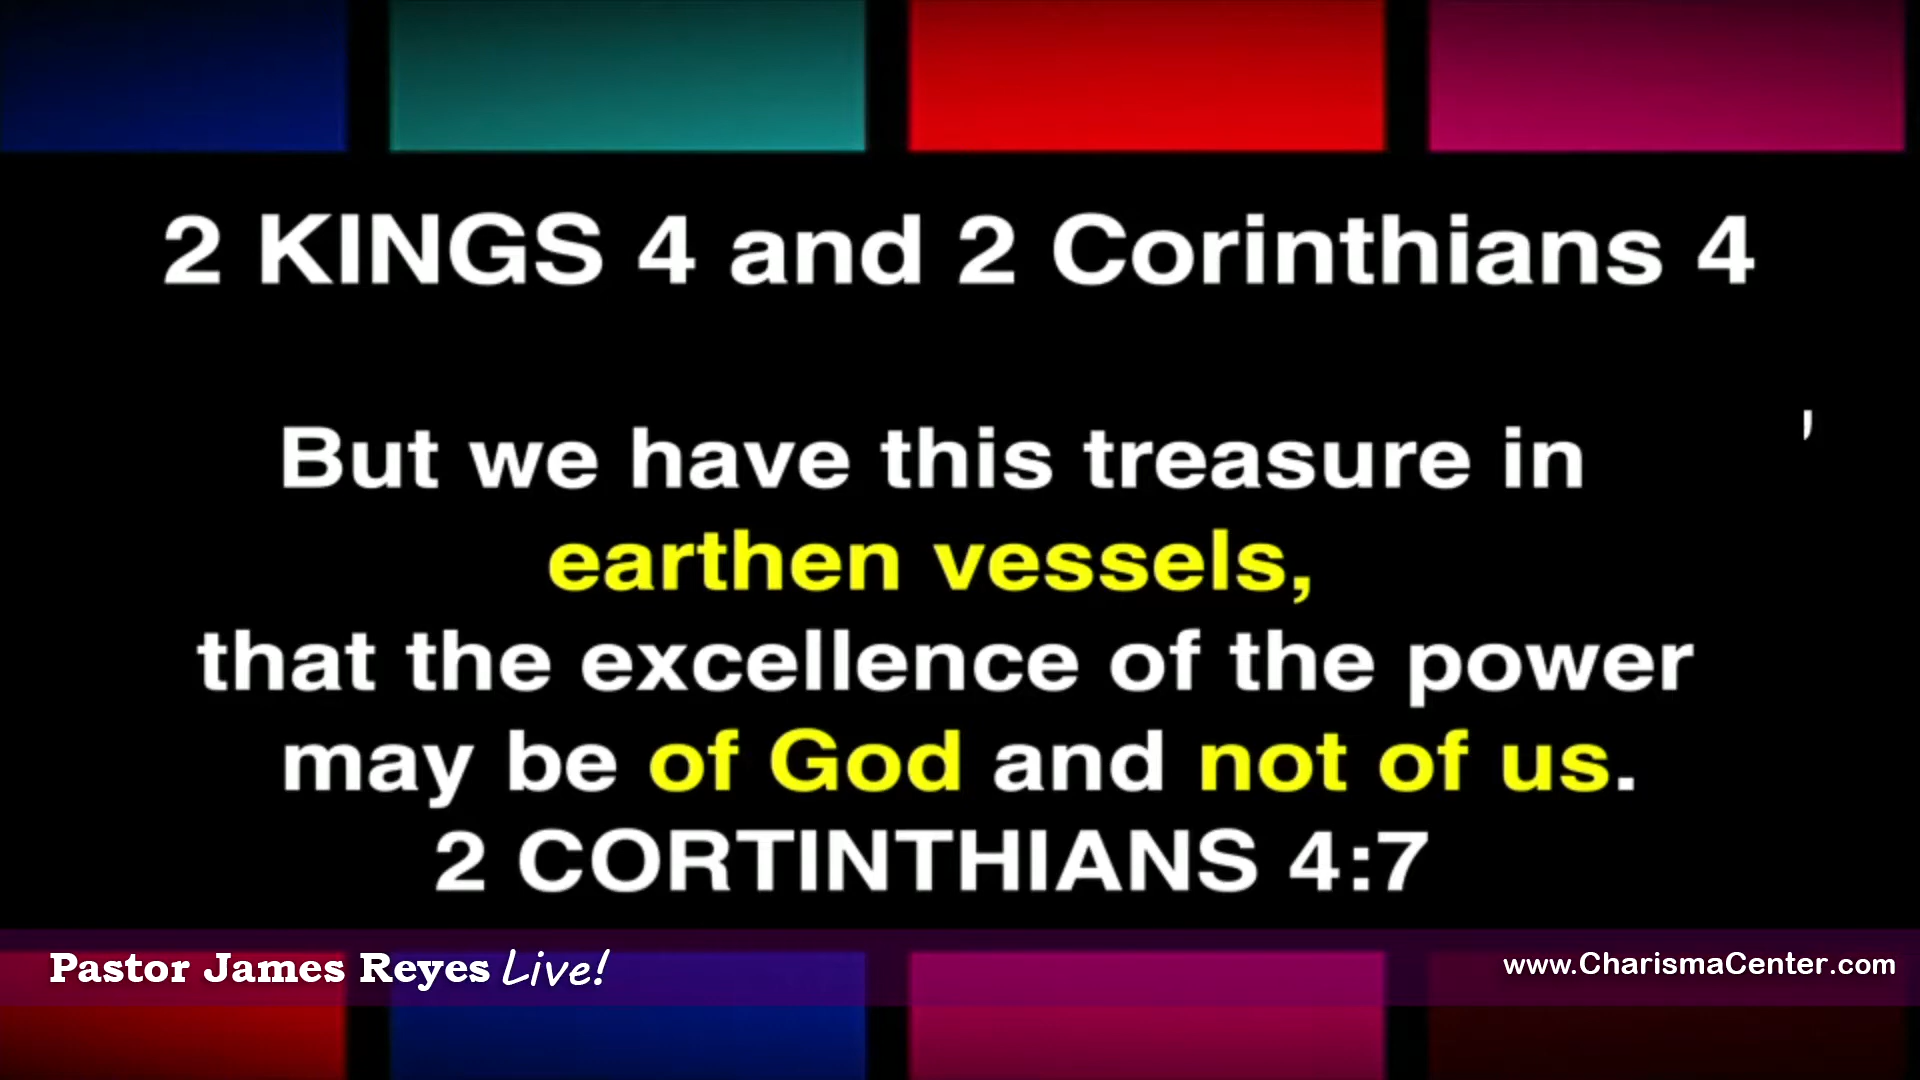 2 KINGS 4 and 2 Corinthians 4
,
But we have this treasure in
earthen vessels,
that the excellence of the power
may be of God and not of us.
2 CORTINTHIANS 4:7
Pastor James Reyes Live!
www.CharismaCenter.com